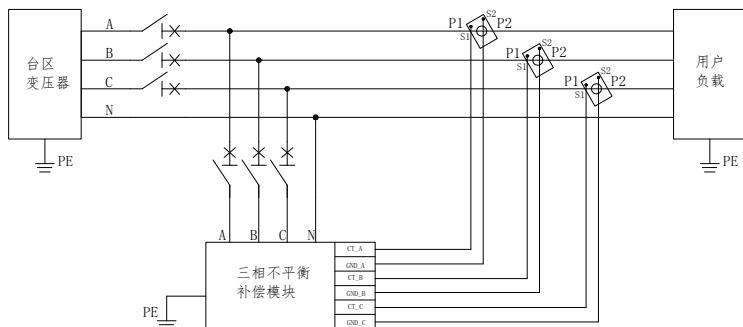 A
B
C
N
台区
变压器
PE
P1
S2
P2
S1
P1
S2
P2
S1
P1
S2
P2
S1
用户
负载
PE
A
B
C
N
三相不平衡
补偿模块
PE
CT_A
GND_A
CT_B
GND_B
CT_C
GND_C